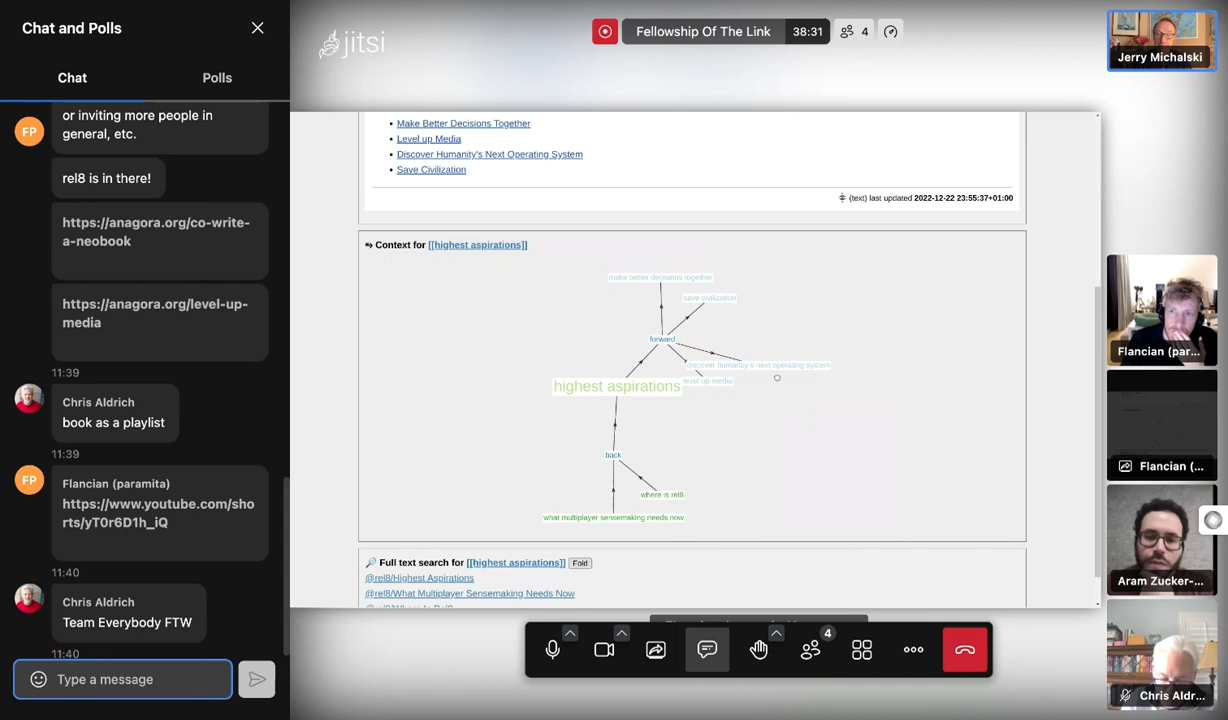 Chat and Polls
Chat
Polls
or inviting more people in
general, etc.
FP
rel8 is in there!
https://anagora.org/co-write-
a-neobook
https://anagora.org/level-up-
media
11:39
Chris Aldrich
book as a playlist
11:39
FP
Flancian (paramita)
https://www.youtube.com/sho
rts/yT0r6D1h_iQ
11:40
Chris Aldrich
Team Everybody FTW
11:40
Type a message
jitsi
Fellowship Of The Link
38:31
4
Make Better Decisions Together
Level up Media
Discover Humanity's Next Operating System
Save Civilization
(text) last updated 2022-12-22 23:55:37+01:00
Context for [[highest aspirations]]
make better decisions together
save civilization
forward
discover humanity s next operating system
highest aspirations
level up media
back
where is rel8
what multiplayer sensemaking needs now
Full text search for [[highest aspirations]] Fold
@rel8/Highest Aspirations
@rel8/What Multiplayer Sensemaking Needs Now
4
Jerry Michalski
Flancian (par...
Flancian (...
Aram Zucker-...
Chris Aldr...